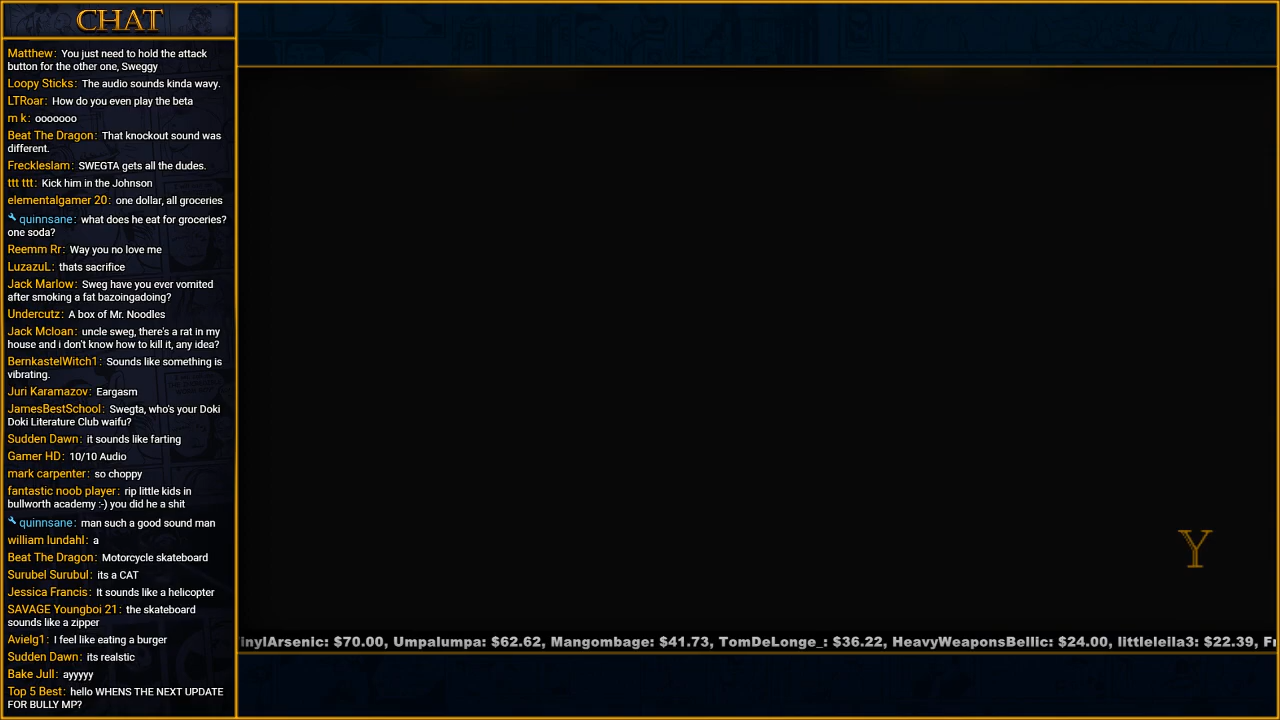 CHAT
Matthew: You just need to hold the attack
button for the other one, Sweggy
Loopy Sticks: The audio sounds kinda wavy.
LTRoar: How do you even play the beta
m k: ooooooo
Beat The Dragon: That knockout sound was
different.
Freckleslam: SWEGTA gets all the dudes.
ttt ttt: Kick him in the Johnson
elementalgamer 20: one dollar, all groceries
quinnsane: what does he eat for groceries?
one soda?
Reemm Rr: Way you no love me
LuzazuL: thats sacrifice
Jack Marlow: Sweg have you ever vomited
after smoking a fat bazoingadoing?
Undercutz: A box of Mr. Noodles
Jack Mcloan: uncle sweg, there's a rat in my
house and i don't know how to kill it, any idea?
BernkastelWitch1: Sounds like something is
vibrating.
Juri Karamazov: Eargasm
JamesBestSchool: Swegta, who's your Doki
Doki Literature Club waifu?
Sudden Dawn: it sounds like farting
Gamer HD: 10/10 Audio
mark carpenter: so choppy
fantastic noob player: rip little kids in
bullworth academy :-) you did he a shit
quinnsane: man such a good sound man
william lundahl: a
Beat The Dragon: Motorcycle skateboard
Surubel Surubul: its a CAT
Jessica Francis: It sounds like a helicopter
SAVAGE Youngboi 21: the skateboard
sounds like a zipper
Avielg1: I feel like eating a burger
Sudden Dawn: its realstic
Bake Jull: ayyyyy
Top 5 Best: hello WHENS THE NEXT UPDATE
FOR BULLY MP?
Y
inylArsenic: $70.00, Umpalumpa: $62.62, Mangombage: $41.73, TomDeLonge_: $36.22, HeavyWeaponsBellic: $24.00, littleleila3: $22.39, Fr